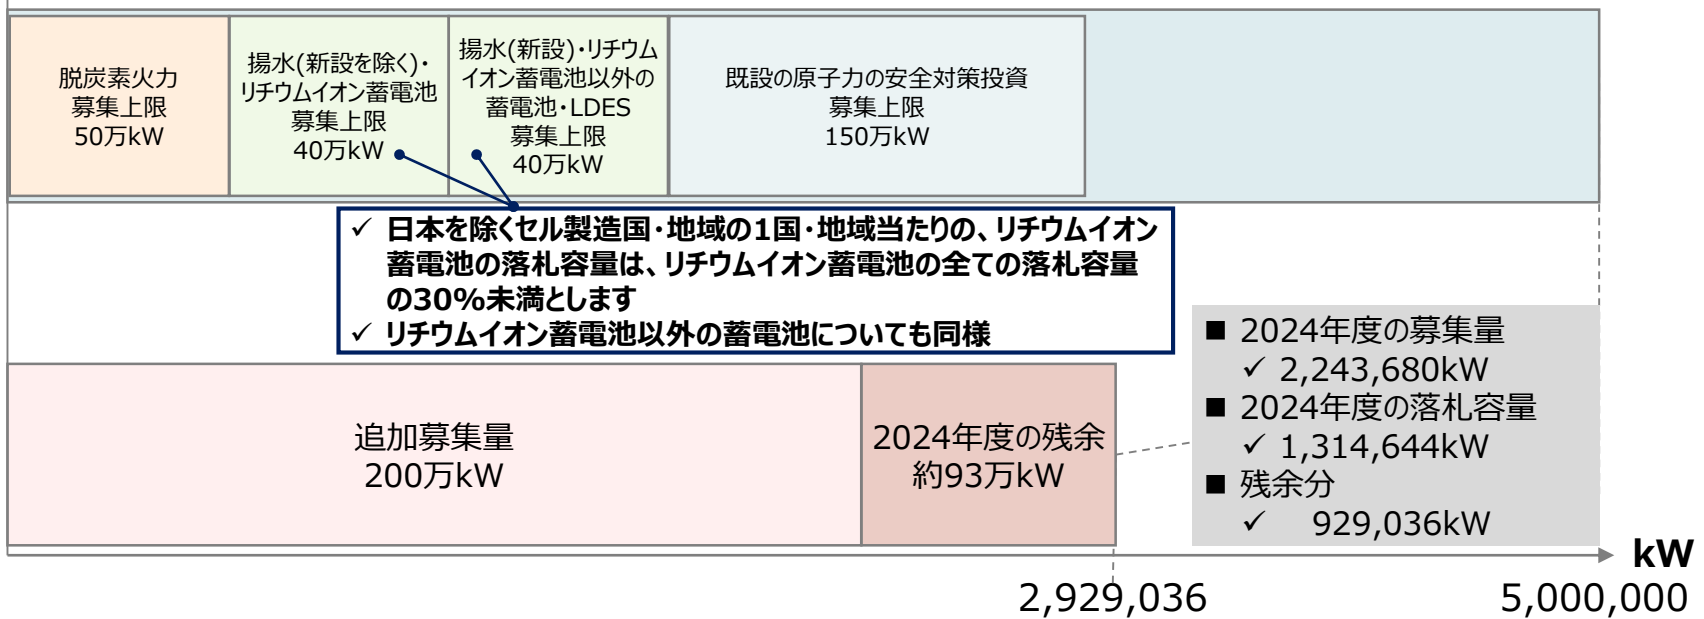 脱炭素火力
募集上限
50万kW
揚水(新設を除く)・
リチウムイオン蓄電池
募集上限
40万kW
揚水(新設)・リチウム
イオン蓄電池以外の
蓄電池・LDES
募集上限
40万kW
既設の原子力の安全対策投資
募集上限
150万kW
✓ 日本を除くセル製造国・地域の1国・地域当たりの、リチウムイオン
蓄電池の落札容量は、リチウムイオン蓄電池の全ての落札容量
の30%未満とします
✓ リチウムイオン蓄電池以外の蓄電池についても同様
追加募集量
200万kW
2024年度の残余
約93万kW
■ 2024年度の募集量
✓ 2,243,680kW
■ 2024年度の落札容量
✓ 1,314,644kW
■ 残余分
✓ 929,036kW
kW
2,929,036
5,000,000